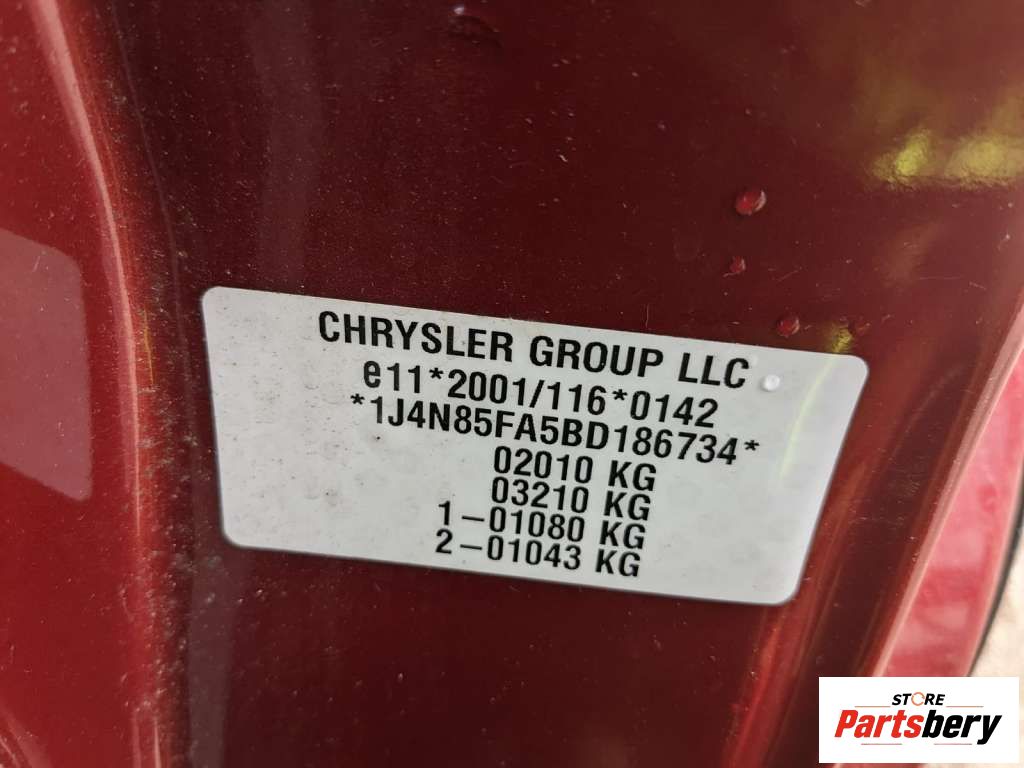 CHRYSLER GROUP LLC
e11*2001/116*0142
*1J4N85FA5BD186734*
02010 KG
03210 KG
1-01080 KG
2-01043 KG
STORE
Partsbery